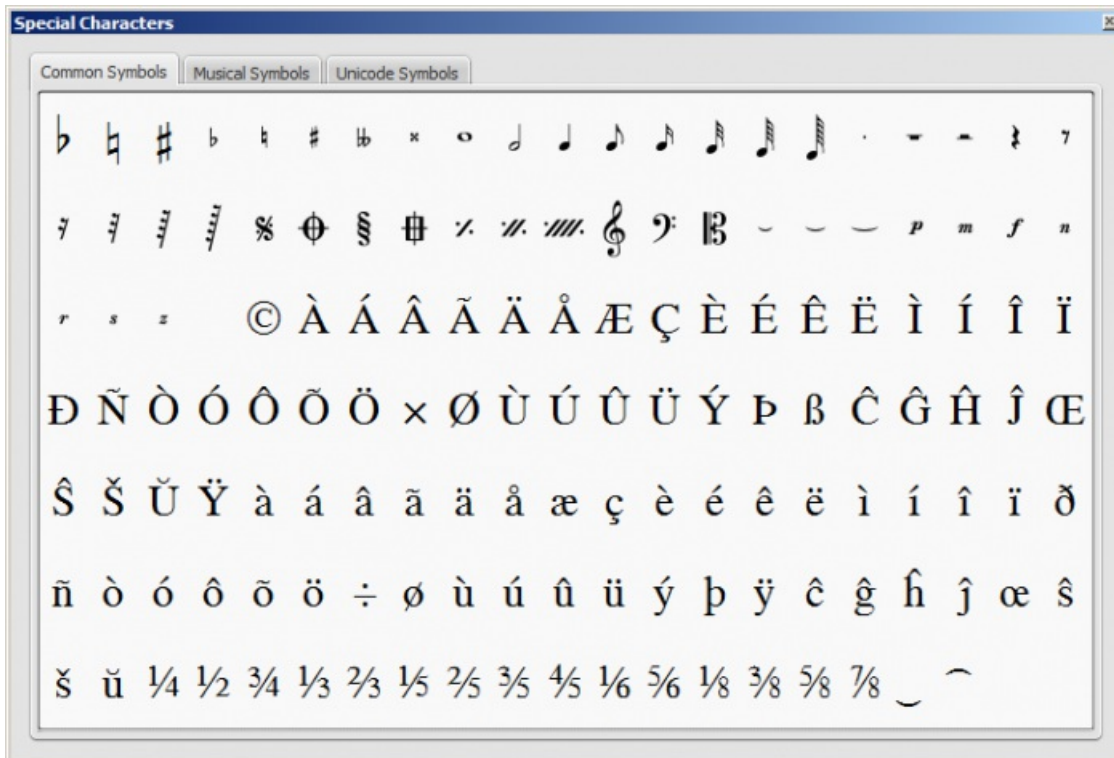 Special Characters
Common Symbols Musical Symbols Unicode Symbols
♭ ♮ ♯ ♭ ♮ ♯ 𝄫 𝄪 𝅝 𝅗𝅥 𝅘𝅥 𝅘𝅥𝅮 𝅘𝅥𝅯 𝅘𝅥𝅰 𝅘𝅥𝅱 𝅘𝅥𝅲 . 𝄻 𝄼 𝄽 𝄾
𝄿 𝅀 𝅁 𝅂 𝄋 𝄌 § 𝄎 𝄏 𝄞 𝄢 𝄡 ‿ ‿ ‿ p m f n
r s z © À Á Â Ã Ä Å Æ Ç È É Ê Ë Ì Í Î Ï
Ð Ñ Ò Ó Ô Õ Ö × Ø Ù Ú Û Ü Ý Þ ß Ĉ Ĝ Ĥ Ĵ Œ
Ŝ Š Ŭ Ÿ à á â ã ä å æ ç è é ê ë ì í î ï ð
ñ ò ó ô õ ö ÷ ø ù ú û ü ý þ ÿ ĉ ĝ ĥ ĵ œ ŝ
š ŭ ¼ ½ ¾ ⅓ ⅔ ⅕ ⅖ ⅗ ⅘ ⅙ ⅚ ⅛ ⅜ ⅝ ⅞ ‿ ⁀